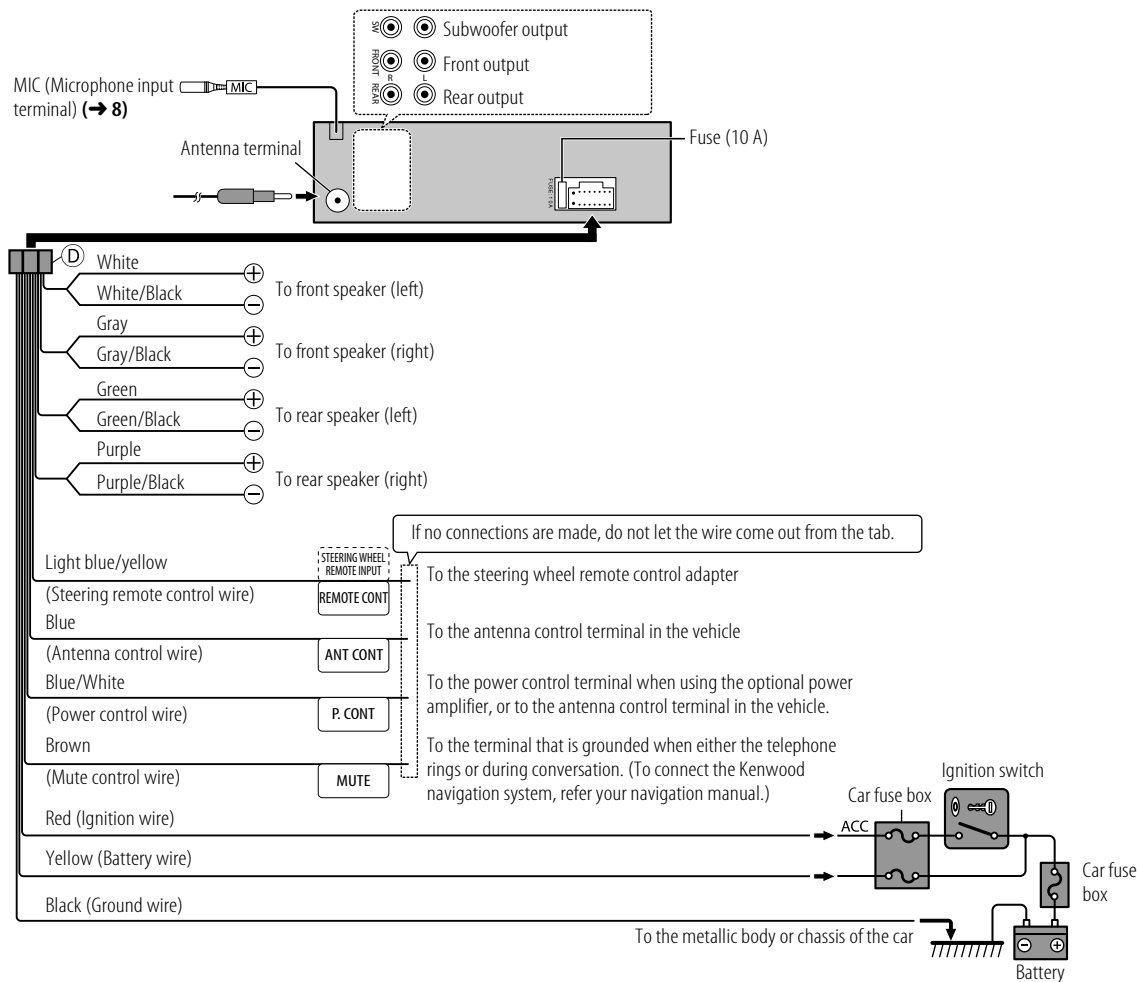 SW
Subwoofer output
FRONT
Front output
R
L
REAR
Rear output
MIC (Microphone input
terminal) (➜ 8)
MIC
Fuse (10 A)
Antenna terminal
FUSE:10A
D
White
White/Black
To front speaker (left)
Gray
Gray/Black
To front speaker (right)
Green
Green/Black
To rear speaker (left)
Purple
Purple/Black
To rear speaker (right)
If no connections are made, do not let the wire come out from the tab.
Light blue/yellow
(Steering remote control wire)
STEERING WHEEL
REMOTE INPUT
REMOTE CONT
To the steering wheel remote control adapter
Blue
(Antenna control wire)
ANT CONT
To the antenna control terminal in the vehicle
Blue/White
(Power control wire)
P. CONT
To the power control terminal when using the optional power
amplifier, or to the antenna control terminal in the vehicle.
Brown
(Mute control wire)
MUTE
To the terminal that is grounded when either the telephone
rings or during conversation. (To connect the Kenwood
navigation system, refer your navigation manual.)
Ignition switch
Car fuse box
Red (Ignition wire)
ACC
Yellow (Battery wire)
Car fuse
box
Black (Ground wire)
To the metallic body or chassis of the car
Battery